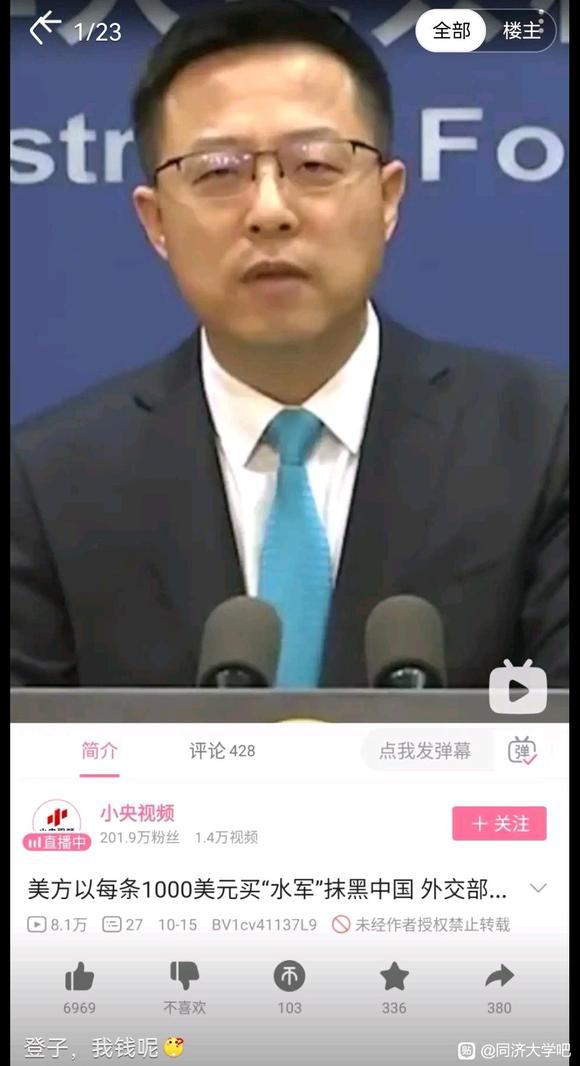 1/23
全部
楼主
str
Fo
简介
评论 428
点我发弹幕
弹
小央视频
201.9万粉丝 1.4万视频
直播中
+ 关注
美方以每条1000美元买“水军”抹黑中国 外交部...
8.1万 27 10-15 BV1cv41137L9 未经作者授权禁止转载
6969
不喜欢
103
336
380
登子，我钱呢
贴 @同济大学吧